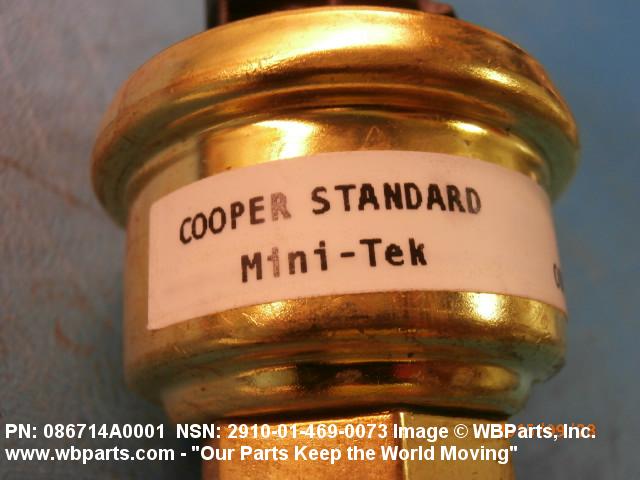 COOPER STANDARD
Mini-Tek
PN: 086714A0001 NSN: 2910-01-469-0073 Image © WBParts, Inc.
www.wbparts.com - "Our Parts Keep the World Moving"